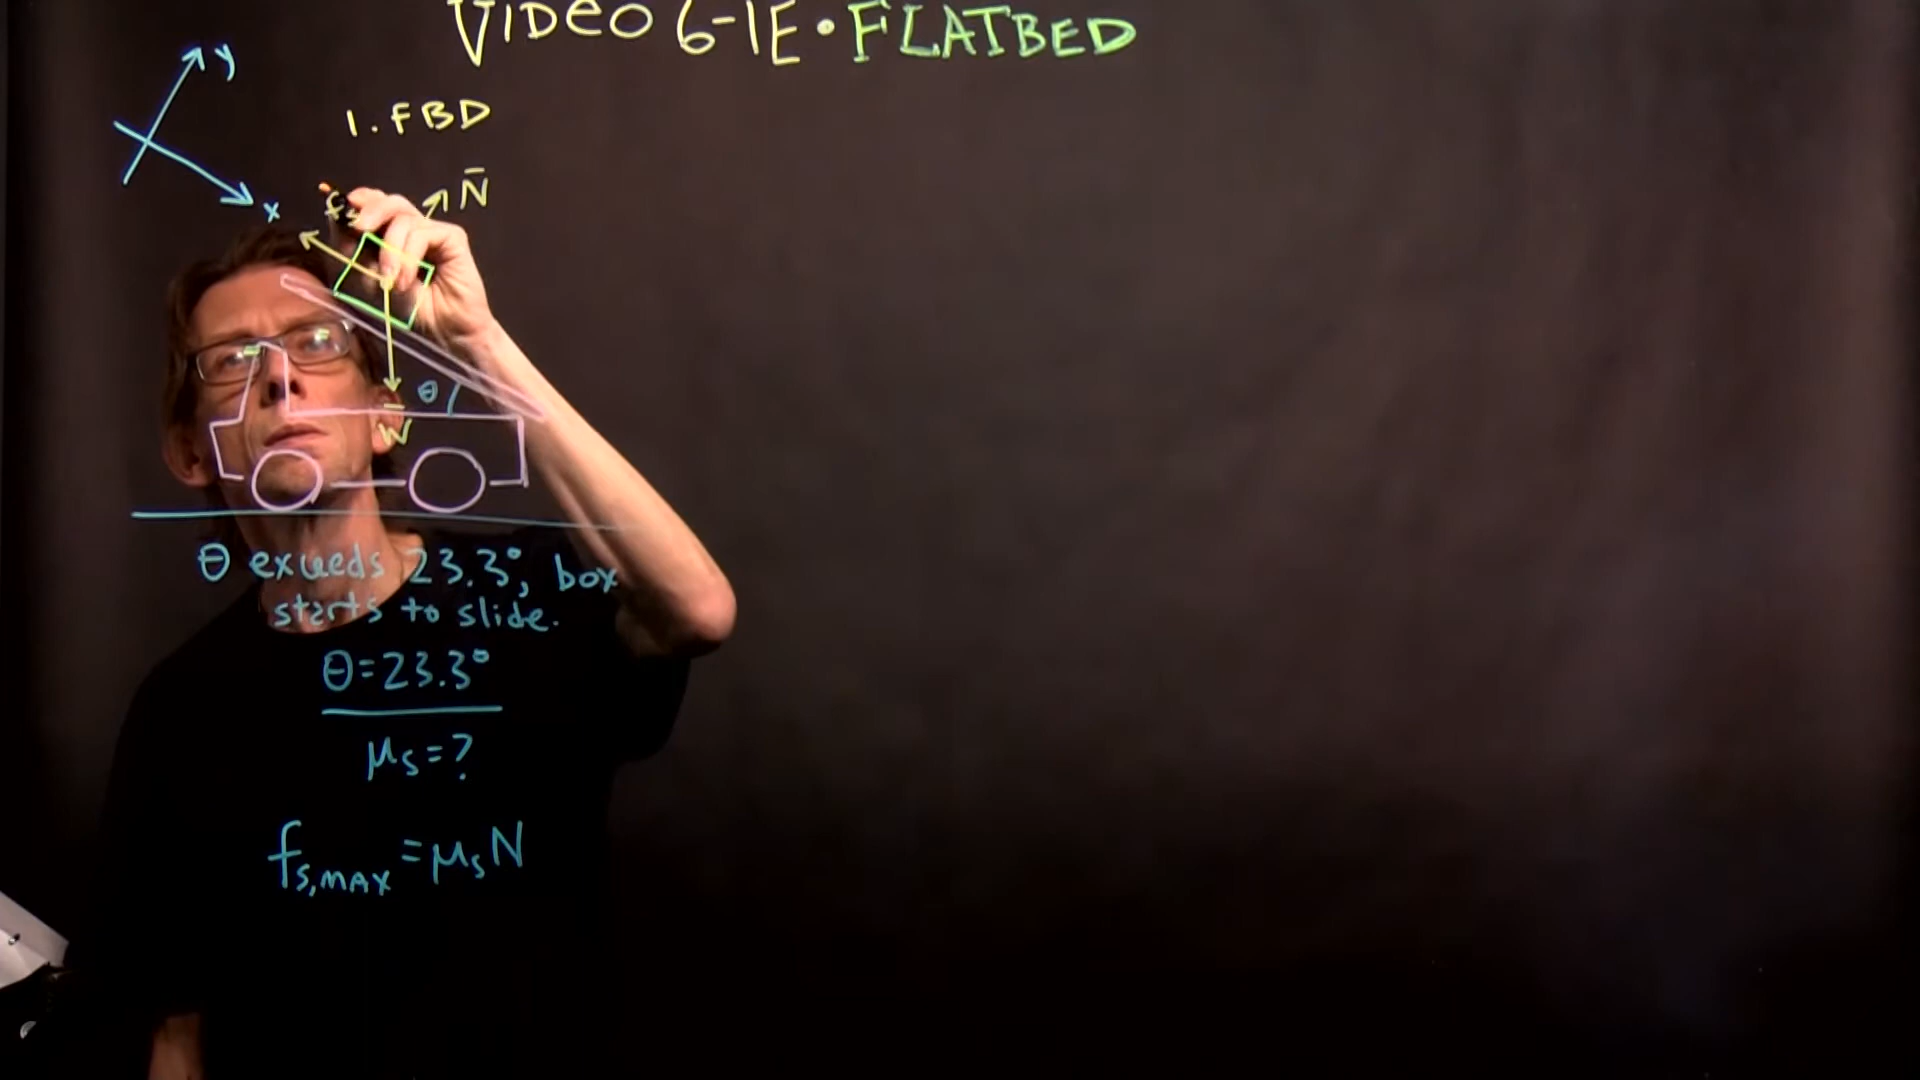 VIDEO 6-1E • FLATBED
y
1. FBD
N̄
x
fs
θ
W̄
θ exceeds 23.3°, box
starts to slide.
θ=23.3°
μs=?
fs,MAX=μsN